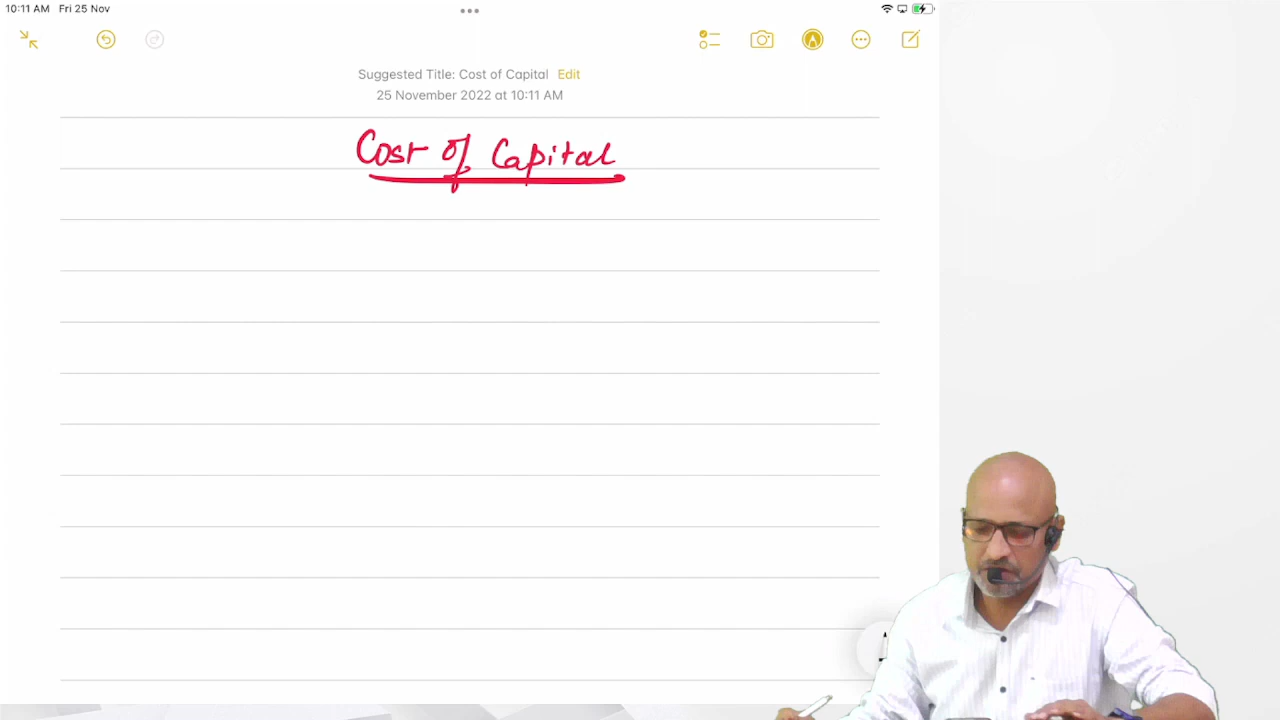 10:11 AM Fri 25 Nov
Suggested Title: Cost of Capital Edit
25 November 2022 at 10:11 AM
Cost of Capital